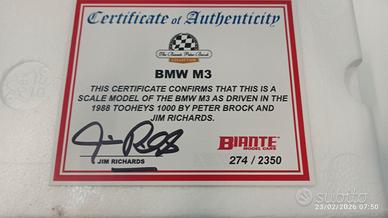 Certificate of Authenticity
The Classic Peter Brock
COLLECTION
BMW M3
THIS CERTIFICATE CONFIRMS THAT THIS IS A
SCALE MODEL OF THE BMW M3 AS DRIVEN IN THE
1988 TOOHEYS 1000 BY PETER BROCK AND
JIM RICHARDS.
JIM RICHARDS
BIANTE
MODEL CARS
274 / 2350
subito
23/02/2026 07:50